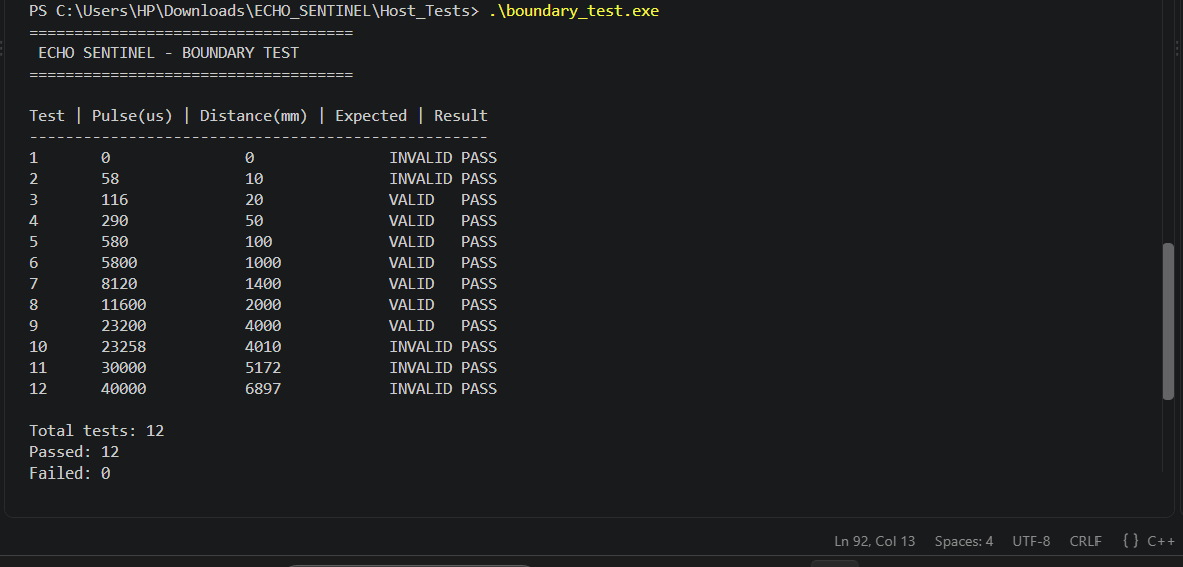 PS C:\Users\HP\Downloads\ECHO_SENTINEL\Host_Tests> .\boundary_test.exe
====================================
 ECHO SENTINEL - BOUNDARY TEST
====================================
Test | Pulse(us) | Distance(mm) | Expected | Result
---------------------------------------------------
1       0               0               INVALID PASS
2       58              10              INVALID PASS
3       116             20              VALID   PASS
4       290             50              VALID   PASS
5       580             100             VALID   PASS
6       5800            1000            VALID   PASS
7       8120            1400            VALID   PASS
8       11600           2000            VALID   PASS
9       23200           4000            VALID   PASS
10      23258           4010            INVALID PASS
11      30000           5172            INVALID PASS
12      40000           6897            INVALID PASS
Total tests: 12
Passed: 12
Failed: 0
Ln 92, Col 13 Spaces: 4 UTF-8 CRLF { } C++